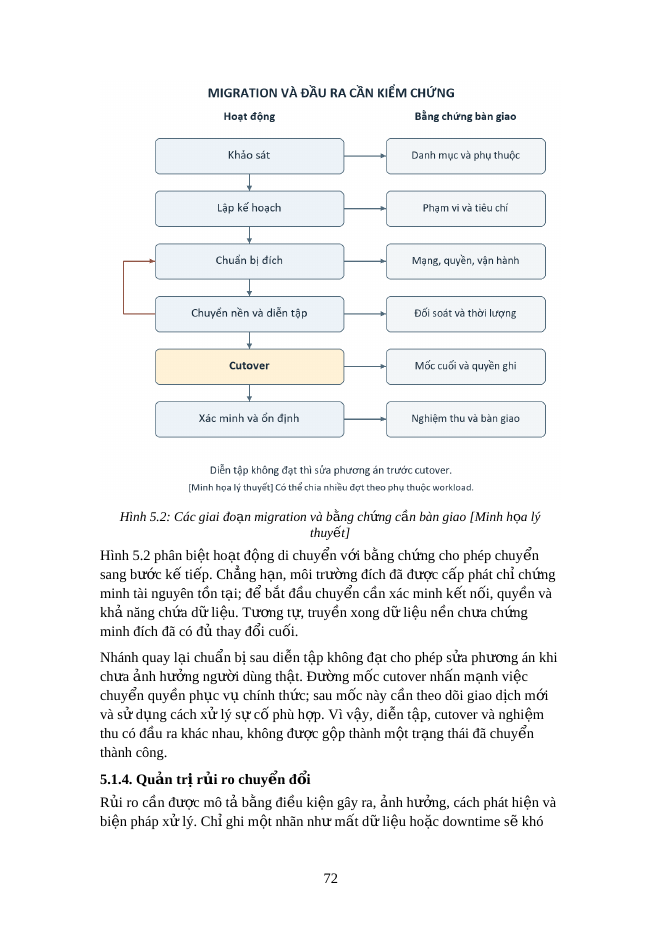 MIGRATION VÀ ĐẦU RA CẦN KIỂM CHỨNG
Hoạt động
Bằng chứng bàn giao
Khảo sát
Danh mục và phụ thuộc
Lập kế hoạch
Phạm vi và tiêu chí
Chuẩn bị đích
Mạng, quyền, vận hành
Chuyển nền và diễn tập
Đối soát và thời lượng
Cutover
Mốc cuối và quyền ghi
Xác minh và ổn định
Nghiệm thu và bàn giao
Diễn tập không đạt thì sửa phương án trước cutover.
[Minh họa lý thuyết] Có thể chia nhiều đợt theo phụ thuộc workload.
Hình 5.2: Các giai đoạn migration và bằng chứng cần bàn giao [Minh họa lý
thuyết]
Hình 5.2 phân biệt hoạt động di chuyển với bằng chứng cho phép chuyển
sang bước kế tiếp. Chẳng hạn, môi trường đích đã được cấp phát chỉ chứng
minh tài nguyên tồn tại; để bắt đầu chuyển cần xác minh kết nối, quyền và
khả năng chứa dữ liệu. Tương tự, truyền xong dữ liệu nền chưa chứng
minh đích đã có đủ thay đổi cuối.
Nhánh quay lại chuẩn bị sau diễn tập không đạt cho phép sửa phương án khi
chưa ảnh hưởng người dùng thật. Đường mốc cutover nhấn mạnh việc
chuyển quyền phục vụ chính thức; sau mốc này cần theo dõi giao dịch mới
và sử dụng cách xử lý sự cố phù hợp. Vì vậy, diễn tập, cutover và nghiệm
thu có đầu ra khác nhau, không được gộp thành một trạng thái đã chuyển
thành công.
5.1.4. Quản trị rủi ro chuyển đổi
Rủi ro cần được mô tả bằng điều kiện gây ra, ảnh hưởng, cách phát hiện và
biện pháp xử lý. Chỉ ghi một nhãn như mất dữ liệu hoặc downtime sẽ khó
72